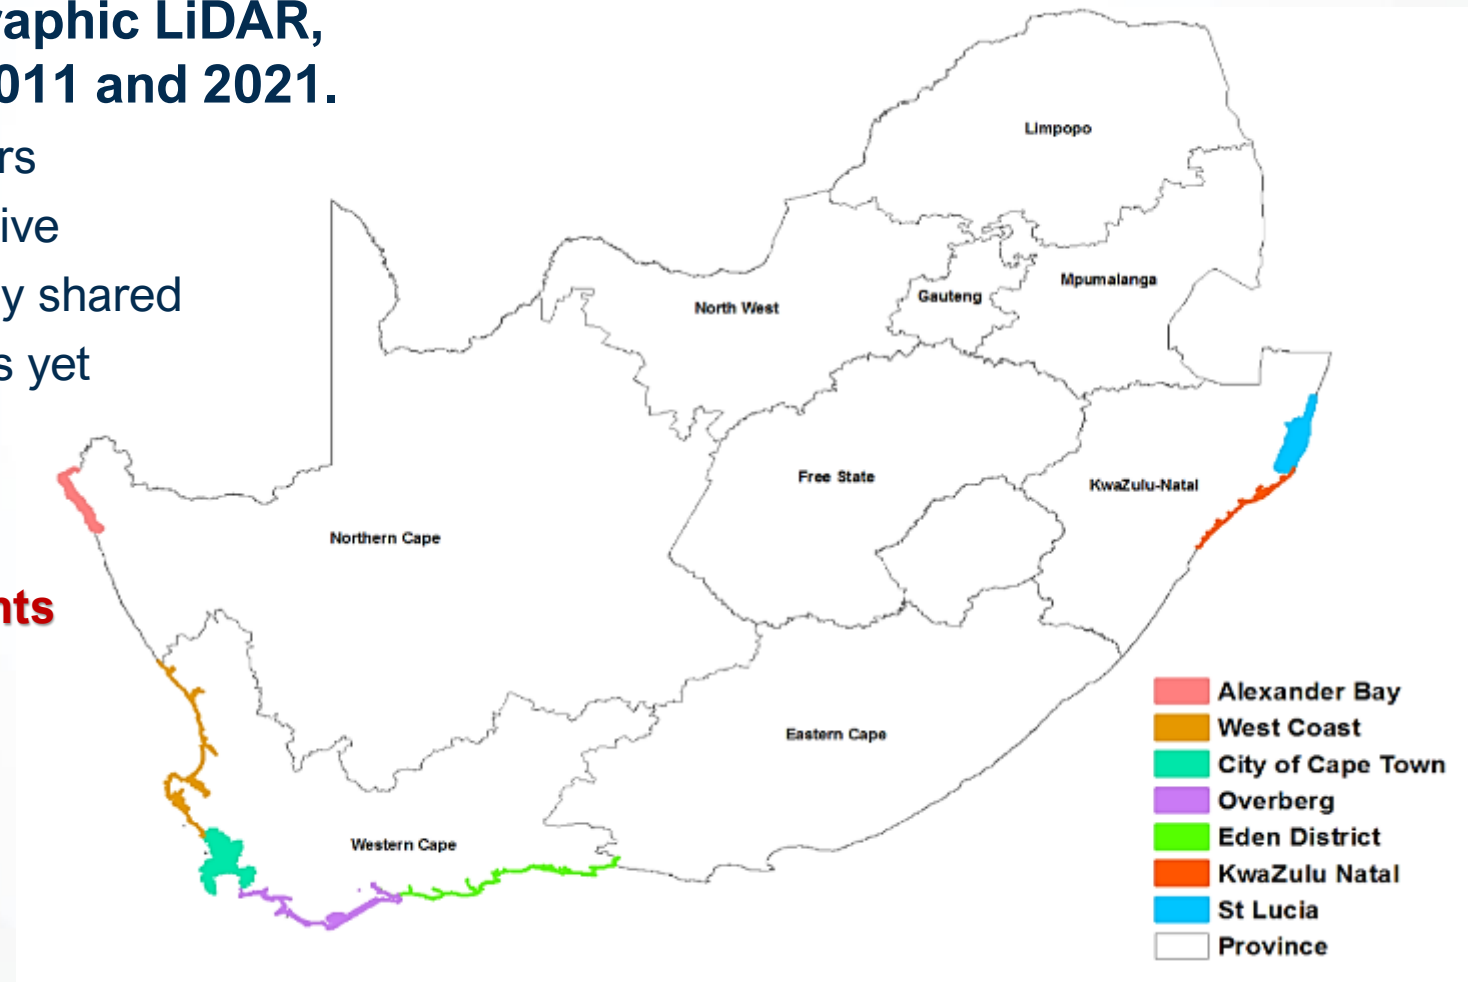 raphic LiDAR,
011 and 2021.
rs
ive
y shared
s yet
nts
Limpopo
Mpumalanga
Gauteng
North West
Free State
KwaZulu-Natal
Northern Cape
Eastern Cape
Western Cape
Alexander Bay
West Coast
City of Cape Town
Overberg
Eden District
KwaZulu Natal
St Lucia
Province